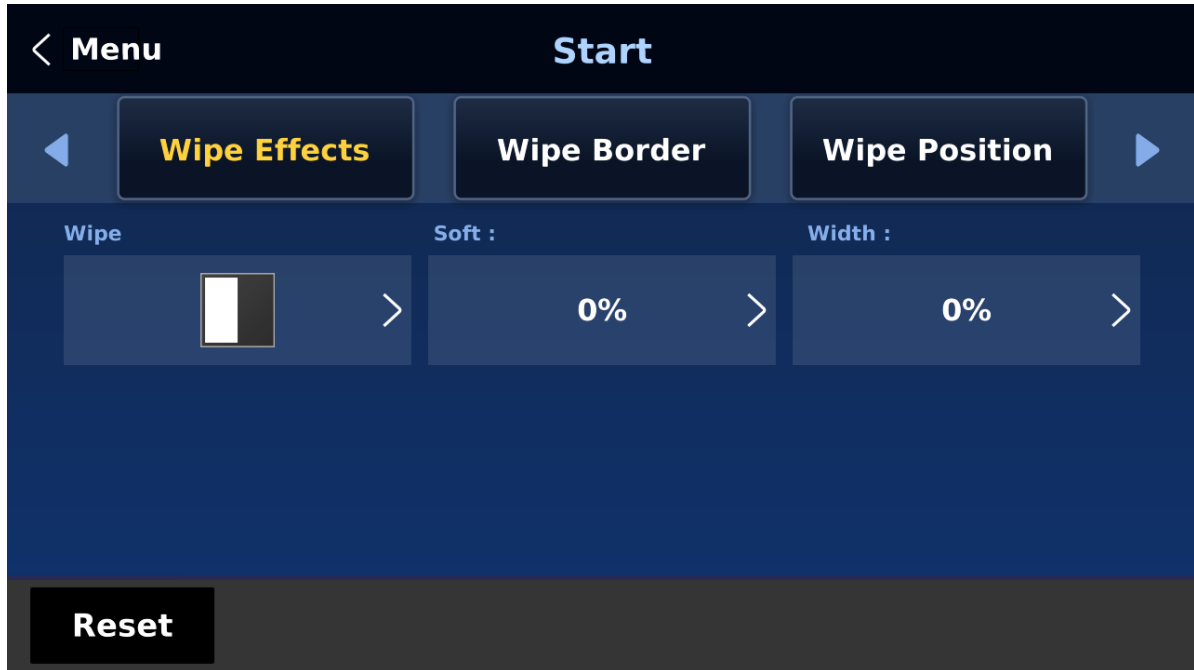 Menu
Start
Wipe Effects
Wipe Border
Wipe Position
Wipe
Soft :
Width :
0%
0%
Reset